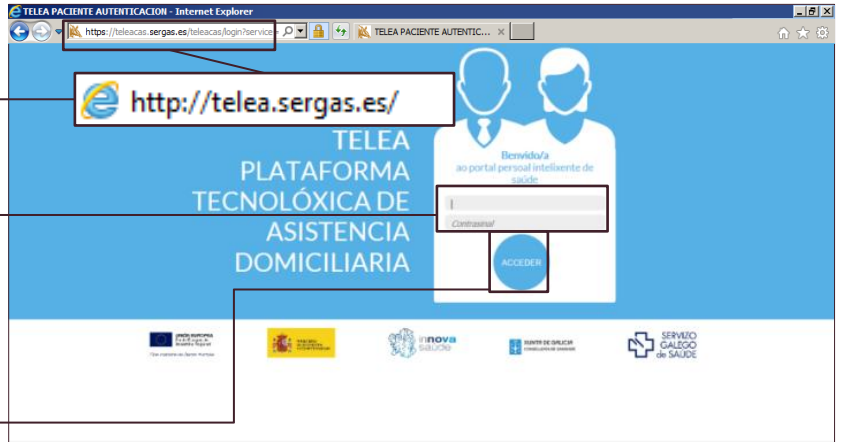 TELEA PACIENTE AUTENTICACION - Internet Explorer
https://teleacas.sergas.es/teleacas/login?service=
TELEA PACIENTE AUTENTIC...
http://telea.sergas.es/
TELEA
PLATAFORMA
TECNOLÓXICA DE
ASISTENCIA
DOMICILIARIA
Benvido/a
ao portal persoal intelixente de
saúde
Contrasinal
ACCEDER
UNIÓN EUROPEA
innova
saúde
XUNTA DE GALICIA
SERVIZO
GALEGO
de SAÚDE